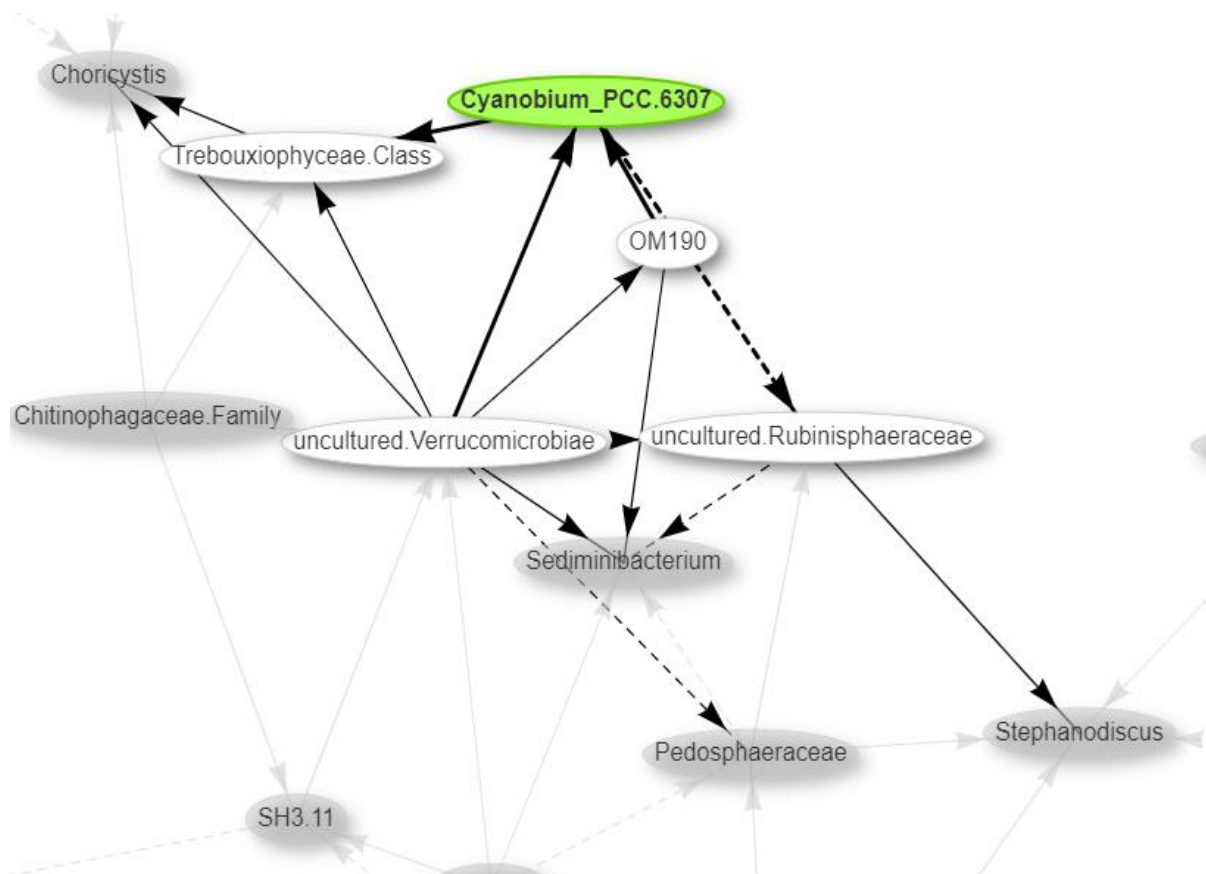 Choricystis
Cyanobium_PCC.6307
Trebouxiophyceae.Class
OM190
Chitinophagaceae.Family
uncultured.Verrucomicrobiae
uncultured.Rubinisphaeraceae
Sediminibacterium
Stephanodiscus
Pedosphaeraceae
SH3.11